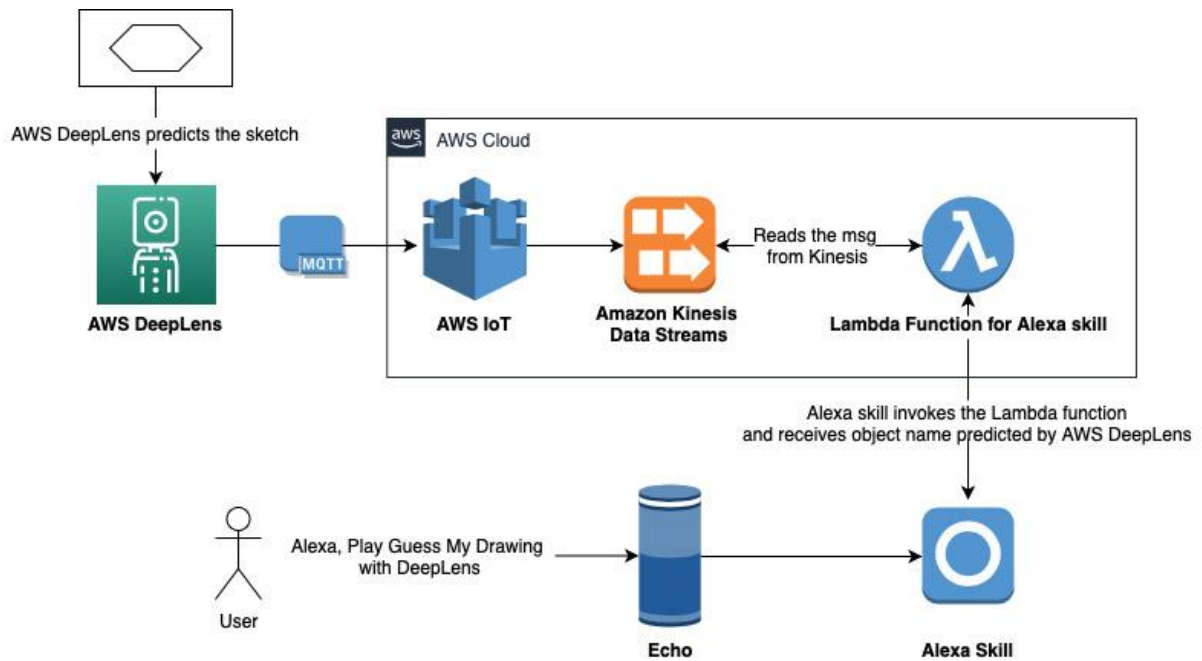 AWS DeepLens predicts the sketch
aws
AWS Cloud
MQTT
Reads the msg
from Kinesis
AWS DeepLens
AWS IoT
Amazon Kinesis
Data Streams
Lambda Function for Alexa skill
Alexa skill invokes the Lambda function
and receives object name predicted by AWS DeepLens
Alexa, Play Guess My Drawing
with DeepLens
User
Echo
Alexa Skill